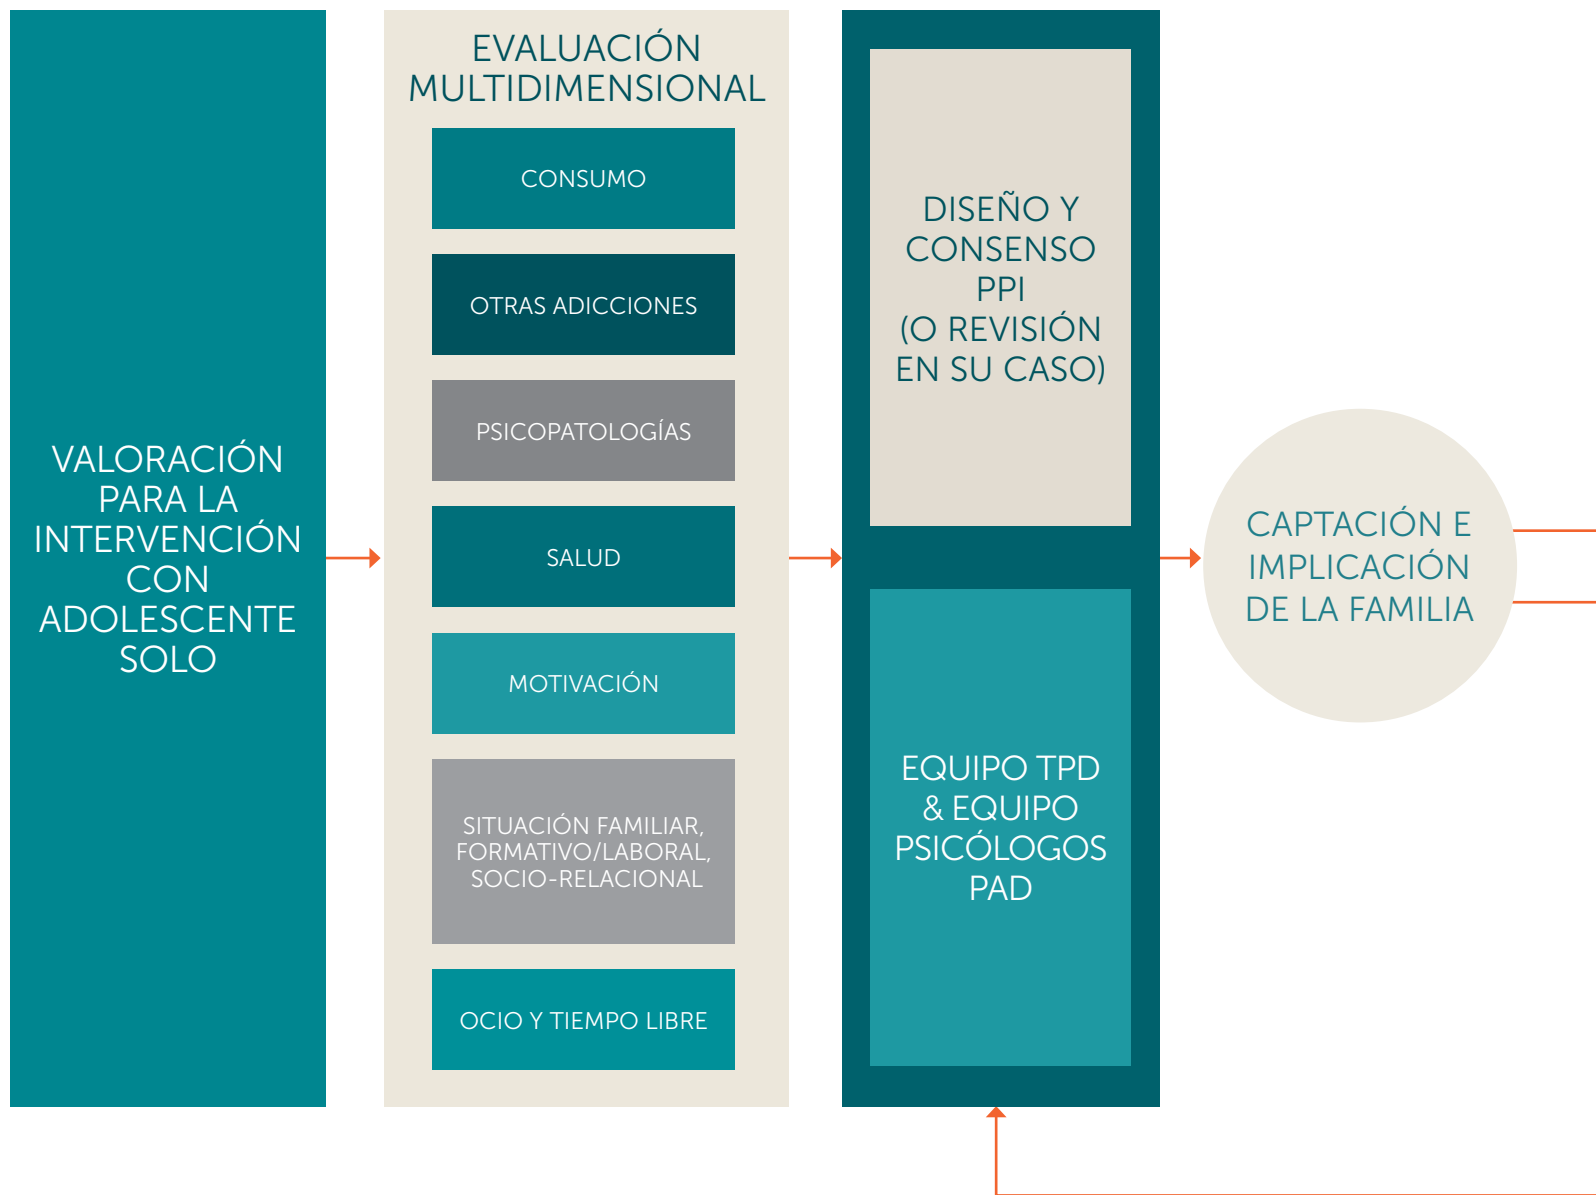 VALORACIÓN
PARA LA
INTERVENCIÓN
CON
ADOLESCENTE
SOLO
EVALUACIÓN
MULTIDIMENSIONAL
CONSUMO
OTRAS ADICCIONES
PSICOPATOLOGÍAS
SALUD
MOTIVACIÓN
SITUACIÓN FAMILIAR,
FORMATIVO/LABORAL,
SOCIO-RELACIONAL
OCIO Y TIEMPO LIBRE
DISEÑO Y
CONSENSO
PPI
(O REVISIÓN
EN SU CASO)
EQUIPO TPD
& EQUIPO
PSICÓLOGOS
PAD
CAPTACIÓN E
IMPLICACIÓN
DE LA FAMILIA